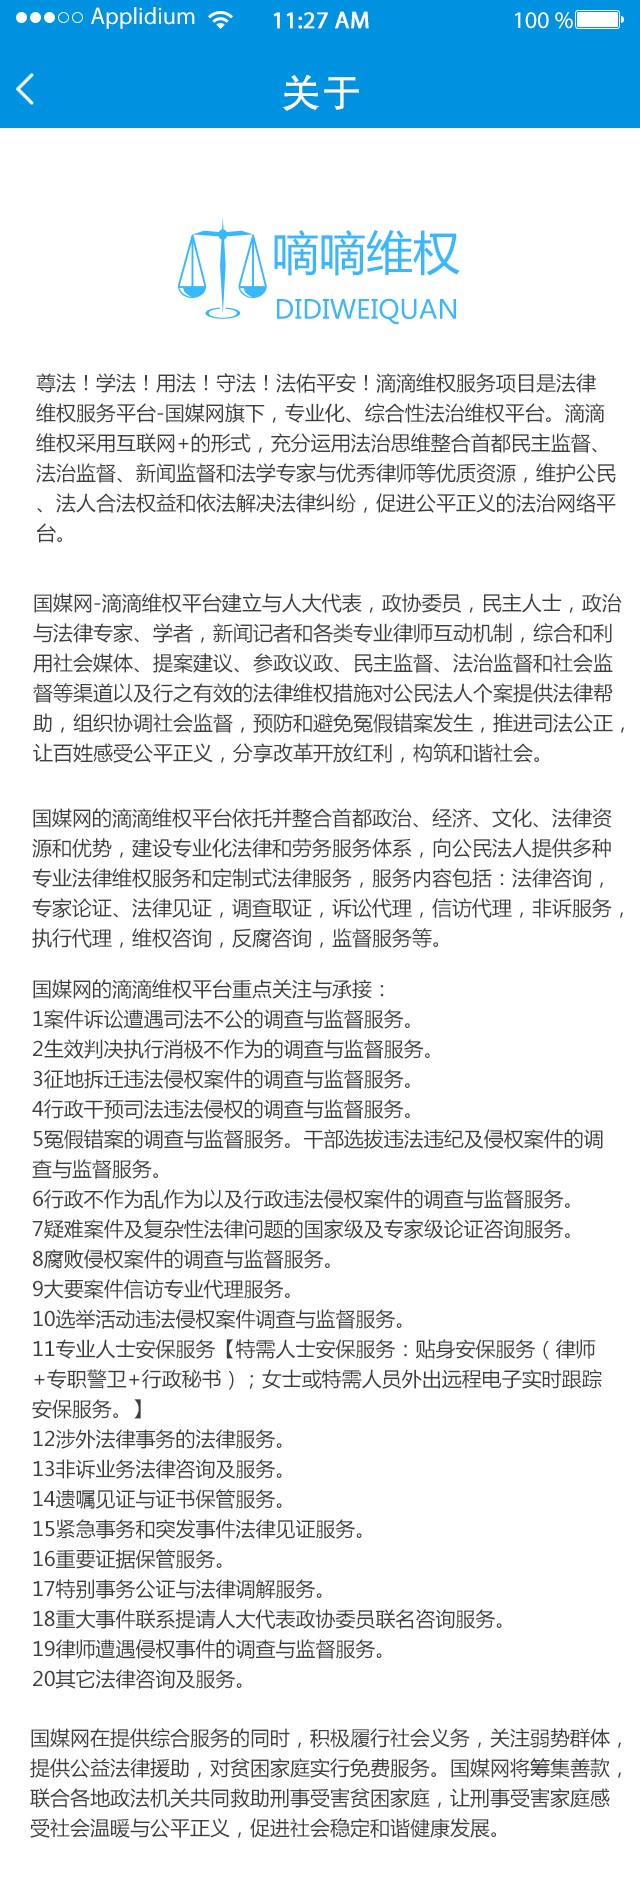 Applidium 11:27 AM 100 %
关于
嘀嘀维权
DIDIWEIQUAN
尊法！学法！用法！守法！法佑平安！滴滴维权服务项目是法律
维权服务平台-国媒网旗下，专业化、综合性法治维权平台。滴滴
维权采用互联网+的形式，充分运用法治思维整合首都民主监督、
法治监督、新闻监督和法学专家与优秀律师等优质资源，维护公民
、法人合法权益和依法解决法律纠纷，促进公平正义的法治网络平
台。
国媒网-滴滴维权平台建立与人大代表，政协委员，民主人士，政治
与法律专家、学者，新闻记者和各类专业律师互动机制，综合和利
用社会媒体、提案建议、参政议政、民主监督、法治监督和社会监
督等渠道以及行之有效的法律维权措施对公民法人个案提供法律帮
助，组织协调社会监督，预防和避免冤假错案发生，推进司法公正，
让百姓感受公平正义，分享改革开放红利，构筑和谐社会。
国媒网的滴滴维权平台依托并整合首都政治、经济、文化、法律资
源和优势，建设专业化法律和劳务服务体系，向公民法人提供多种
专业法律维权服务和定制式法律服务，服务内容包括：法律咨询，
专家论证、法律见证，调查取证，诉讼代理，信访代理，非诉服务，
执行代理，维权咨询，反腐咨询，监督服务等。
国媒网的滴滴维权平台重点关注与承接：
1案件诉讼遭遇司法不公的调查与监督服务。
2生效判决执行消极不作为的调查与监督服务。
3征地拆迁违法侵权案件的调查与监督服务。
4行政干预司法违法侵权的调查与监督服务。
5冤假错案的调查与监督服务。干部选拔违法违纪及侵权案件的调
查与监督服务。
6行政不作为乱作为以及行政违法侵权案件的调查与监督服务。
7疑难案件及复杂性法律问题的国家级及专家级论证咨询服务。
8腐败侵权案件的调查与监督服务。
9大要案件信访专业代理服务。
10选举活动违法侵权案件调查与监督服务。
11专业人士安保服务【特需人士安保服务：贴身安保服务（律师
+专职警卫+行政秘书）；女士或特需人员外出远程电子实时跟踪
安保服务。】
12涉外法律事务的法律服务。
13非诉业务法律咨询及服务。
14遗嘱见证与证书保管服务。
15紧急事务和突发事件法律见证服务。
16重要证据保管服务。
17特别事务公证与法律调解服务。
18重大事件联系提请人大代表政协委员联名咨询服务。
19律师遭遇侵权事件的调查与监督服务。
20其它法律咨询及服务。
国媒网在提供综合服务的同时，积极履行社会义务，关注弱势群体，
提供公益法律援助，对贫困家庭实行免费服务。国媒网将筹集善款，
联合各地政法机关共同救助刑事受害贫困家庭，让刑事受害家庭感
受社会温暖与公平正义，促进社会稳定和谐健康发展。